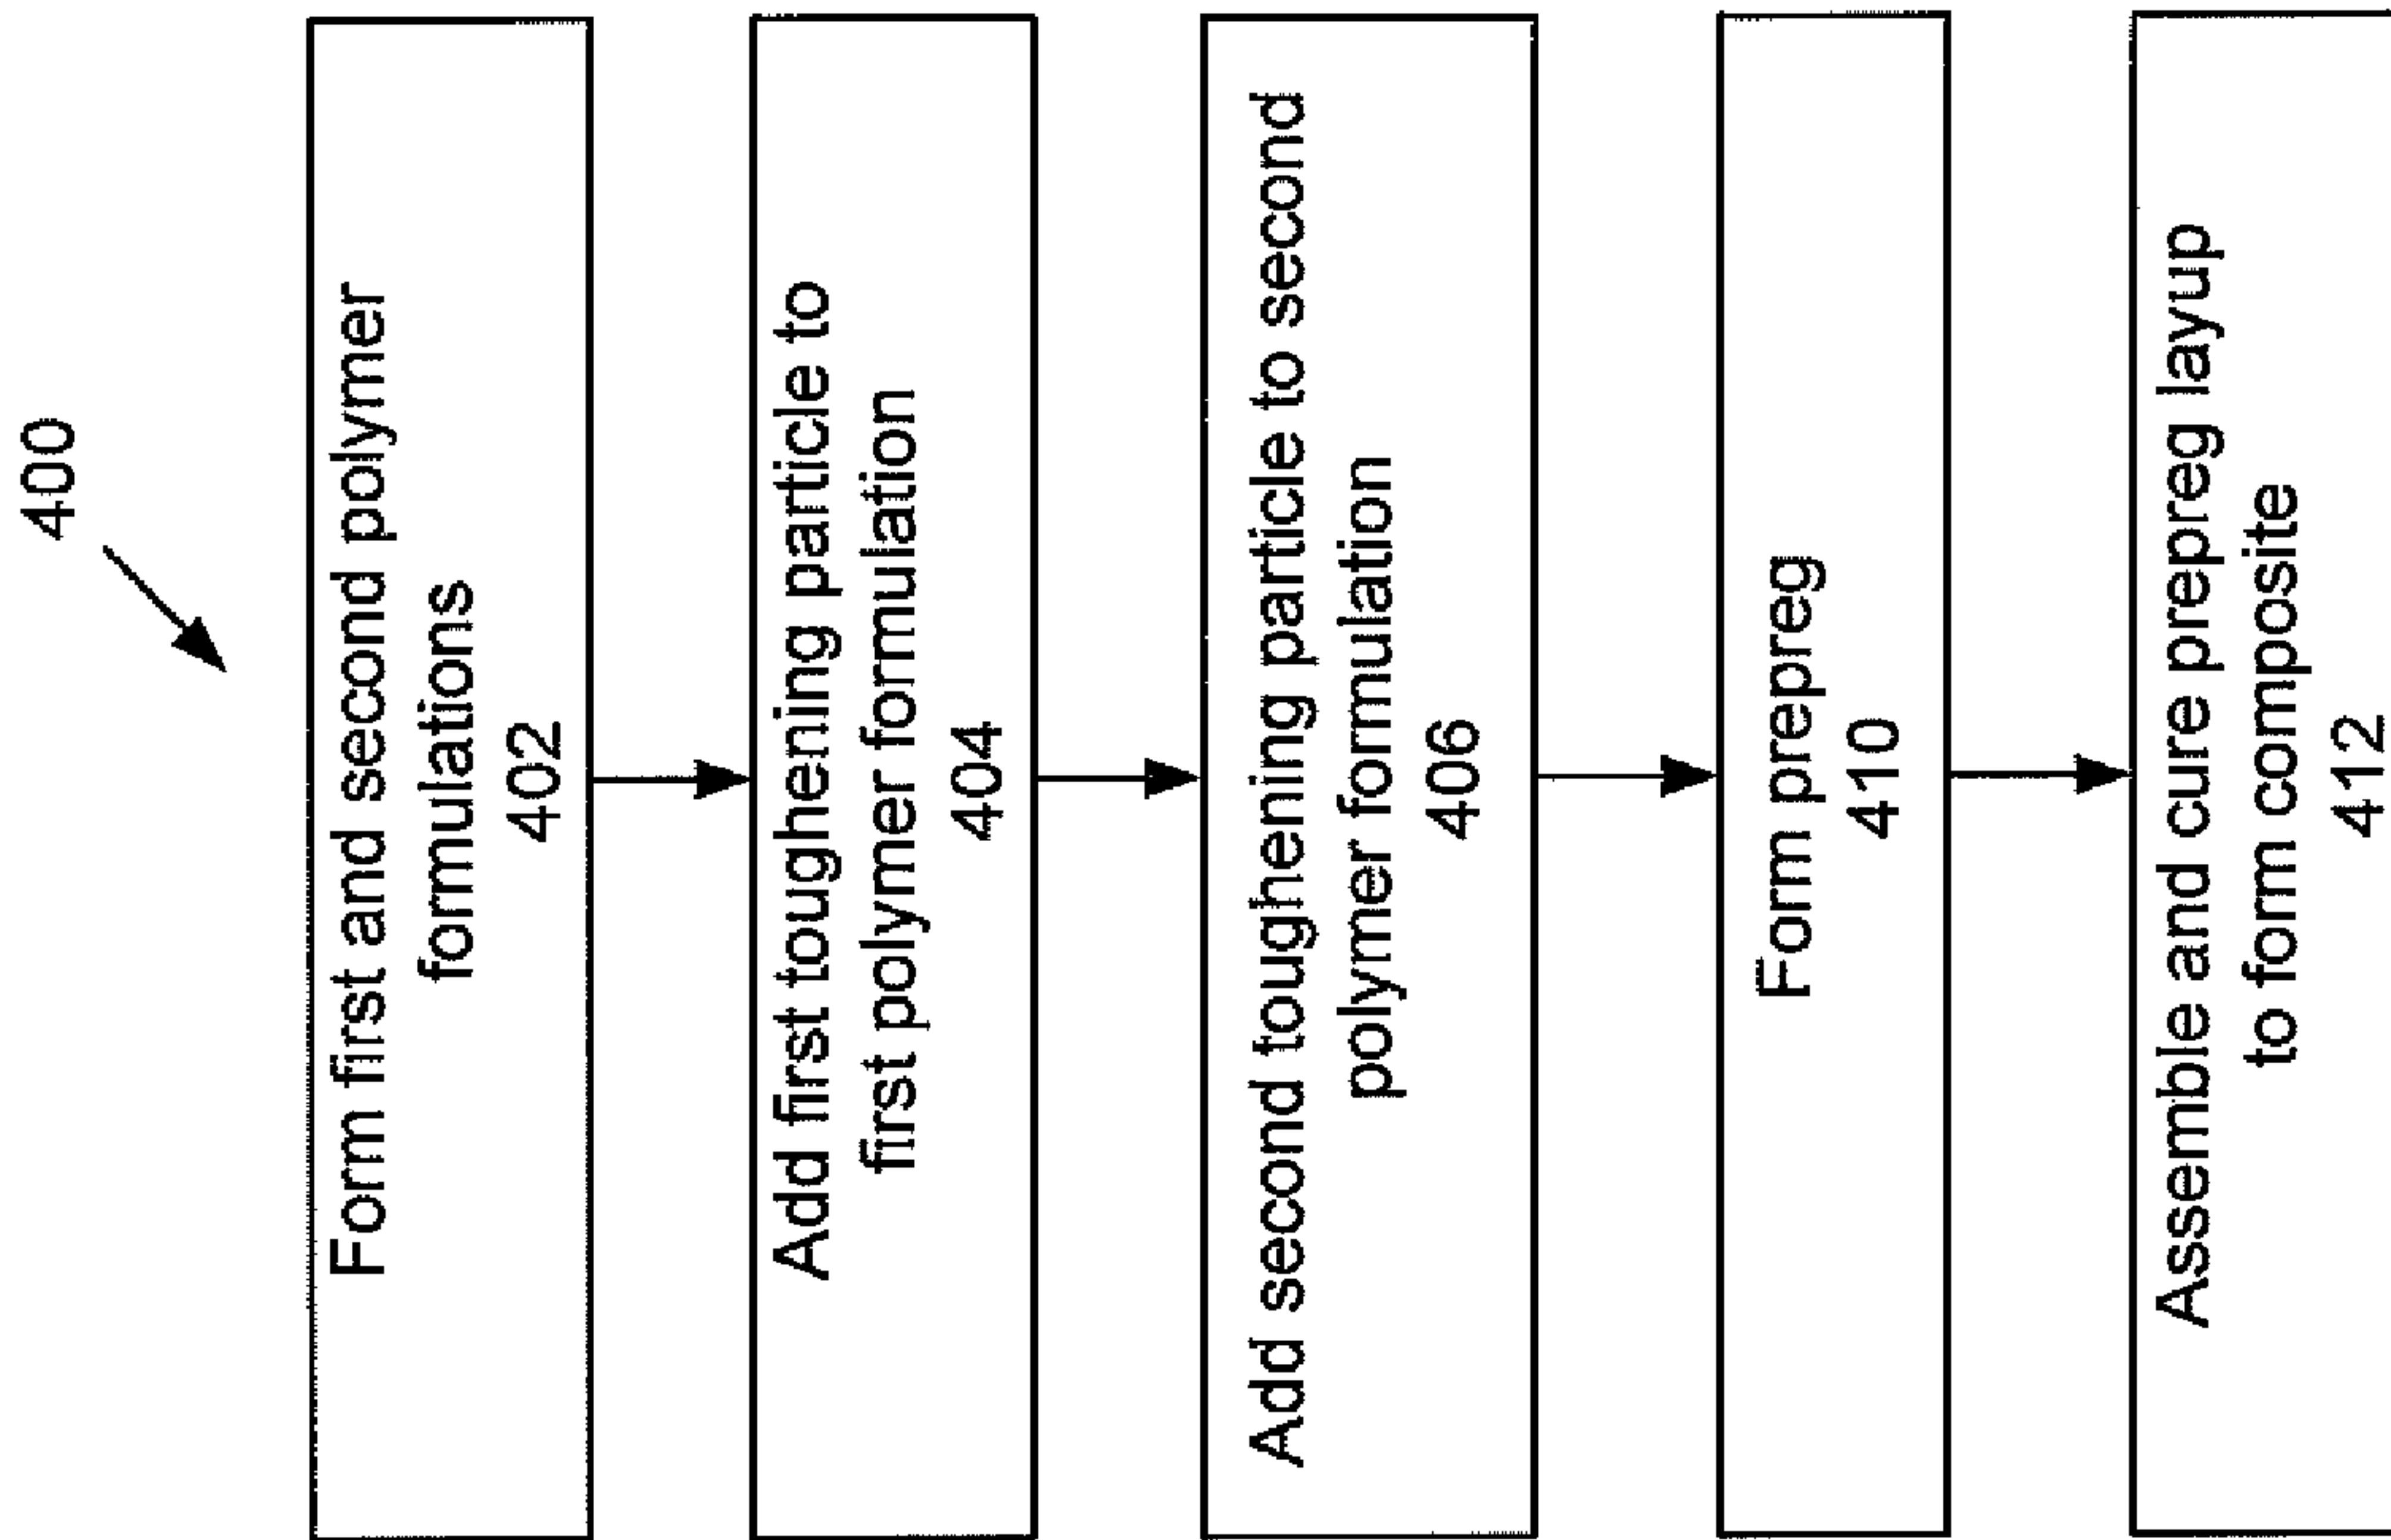 400
Form first and second polymer
formulations
402
Add first toughening particle to
first polymer formulation
404
Add second toughening particle to second
polymer formulation
406
Form prepreg
410
Assemble and cure prepreg layup
to form composite
412